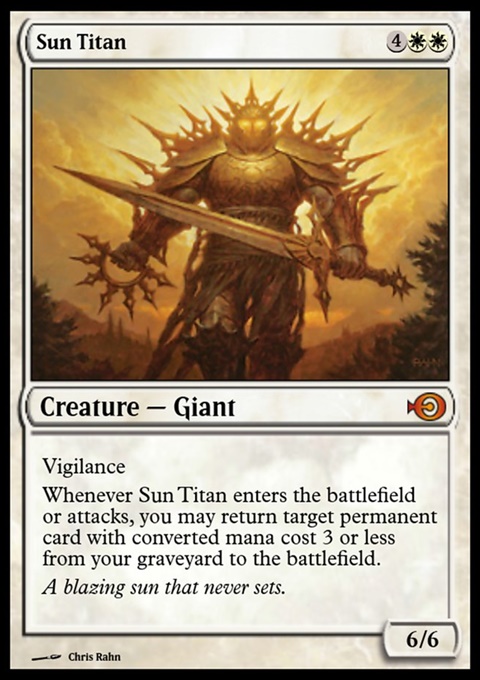 Sun Titan 4
Creature — Giant
Vigilance
Whenever Sun Titan enters the battlefield
or attacks, you may return target permanent
card with converted mana cost 3 or less
from your graveyard to the battlefield.
A blazing sun that never sets.
6/6
Chris Rahn